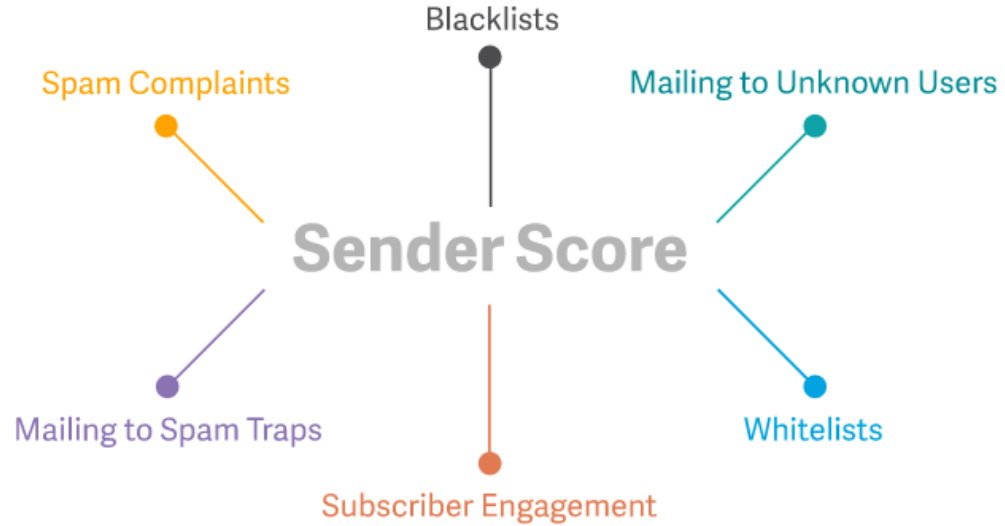 Blacklists
Spam Complaints
Mailing to Unknown Users
Sender Score
Mailing to Spam Traps
Whitelists
Subscriber Engagement